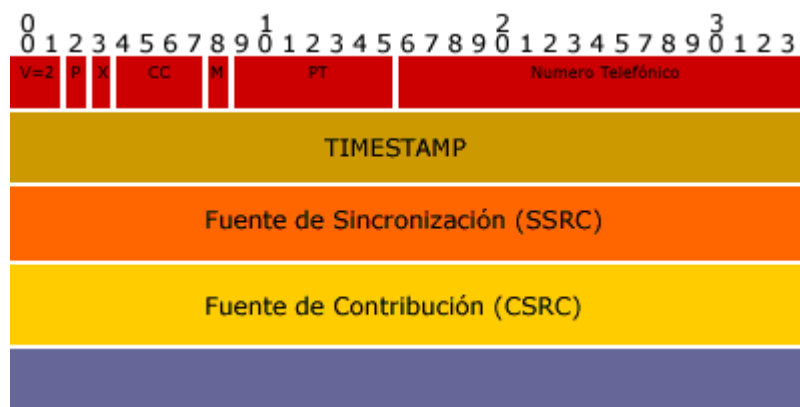 0 1 2 3
0 1 2 3 4 5 6 7 8 9 0 1 2 3 4 5 6 7 8 9 0 1 2 3 4 5 6 7 8 9 0 1 2 3
V=2 P X CC M PT Numero Telefónico
TIMESTAMP
Fuente de Sincronización (SSRC)
Fuente de Contribución (CSRC)